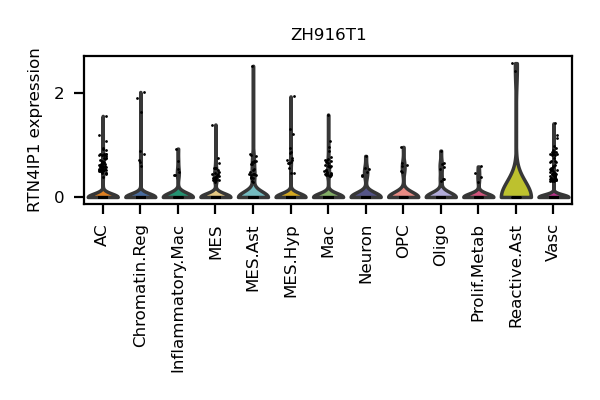 ZH916T1
RTN4IP1 expression
2
0
AC
Chromatin.Reg
Inflammatory.Mac
MES
MES.Ast
MES.Hyp
Mac
Neuron
OPC
Oligo
Prolif.Metab
Reactive.Ast
Vasc